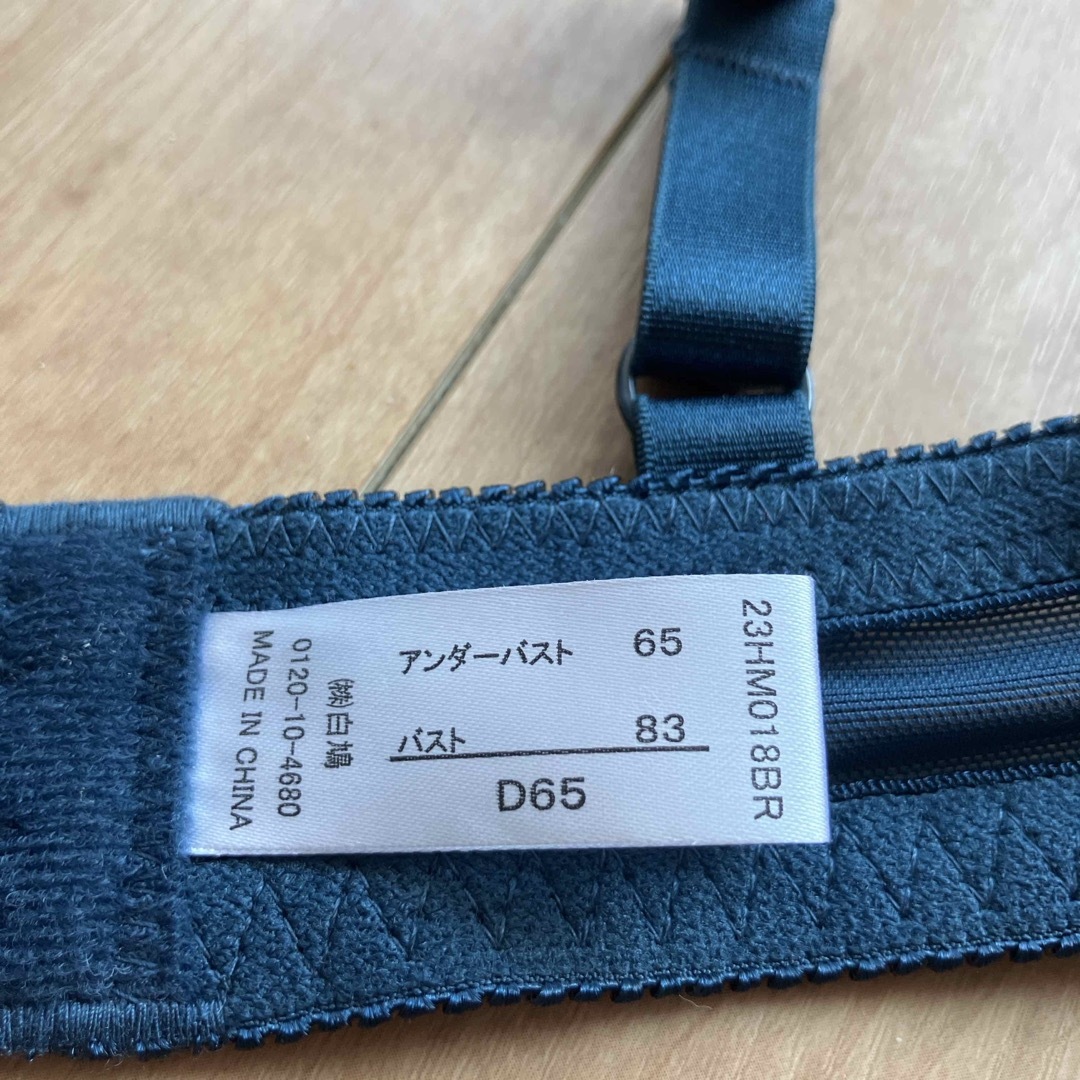 アンダーバスト 65
バスト 83
D65
23HM018BR
㈱白鳩
0120-10-4680
MADE IN CHINA